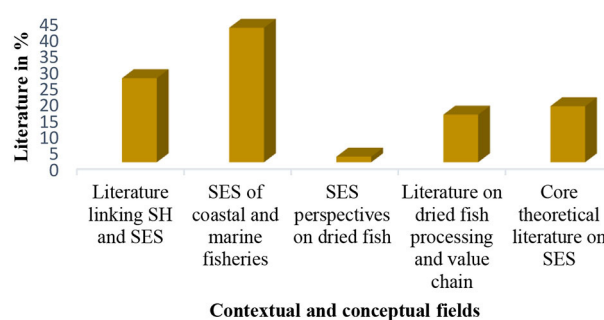 Literature in %
45
40
35
30
25
20
15
10
5
0
Literature
linking SH
and SES
SES of
coastal and
marine
fisheries
SES
perspectives
on dried fish
Literature on
dried fish
processing
and value
chain
Core
theoretical
literature on
SES
Contextual and conceptual fields